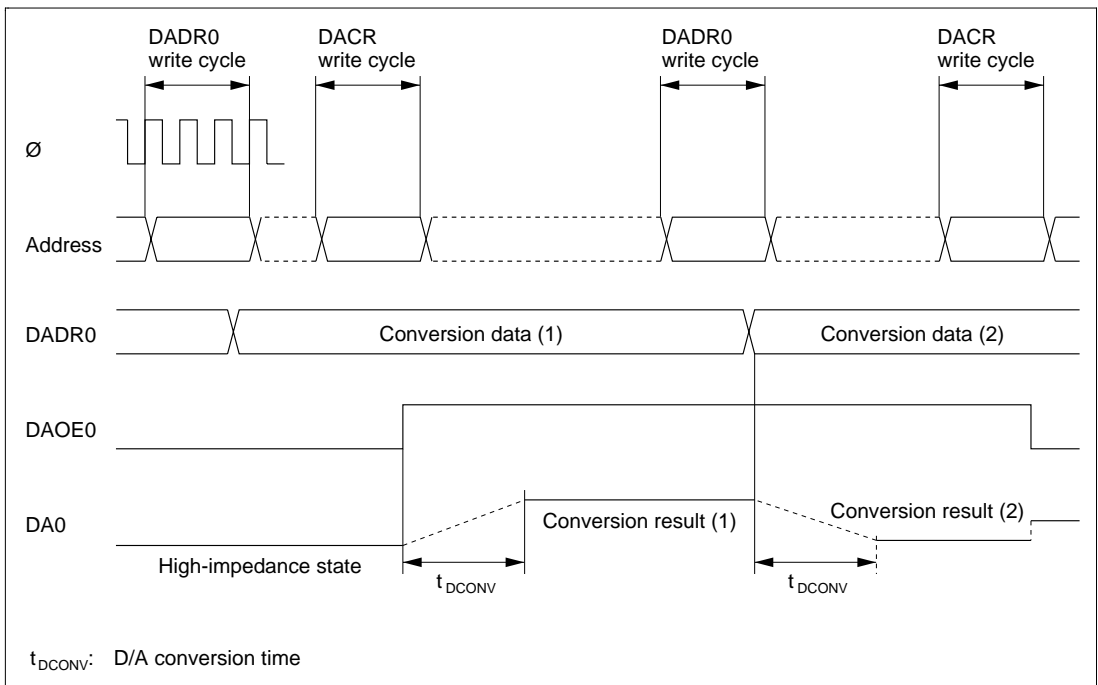 DADR0 write cycle
DACR write cycle
DADR0 write cycle
DACR write cycle
Ø
Address
DADR0
Conversion data (1)
Conversion data (2)
DAOE0
DA0
Conversion result (1)
Conversion result (2)
High-impedance state
t DCONV
t DCONV
t DCONV: D/A conversion time